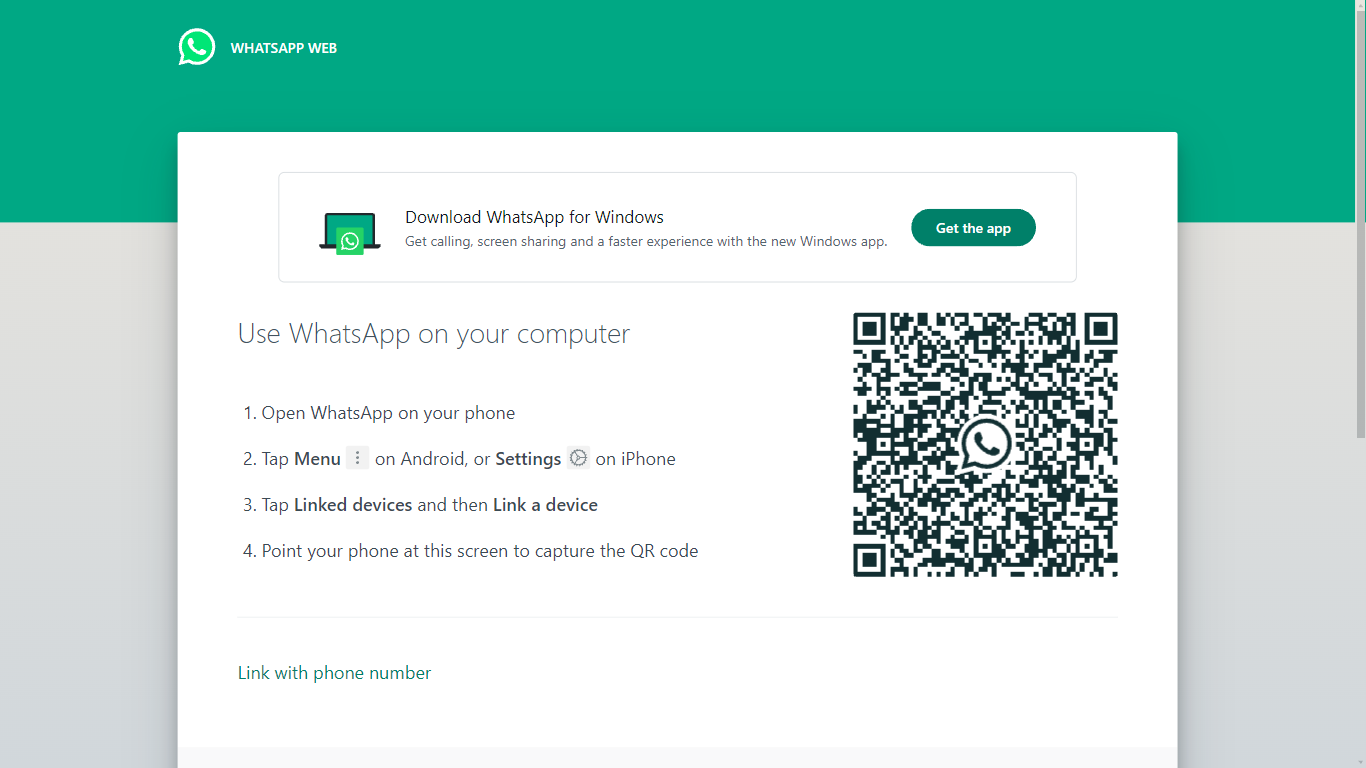 WHATSAPP WEB
Download WhatsApp for Windows
Get calling, screen sharing and a faster experience with the new Windows app.
Get the app
Use WhatsApp on your computer
1. Open WhatsApp on your phone
2. Tap Menu on Android, or Settings on iPhone
3. Tap Linked devices and then Link a device
4. Point your phone at this screen to capture the QR code
Link with phone number